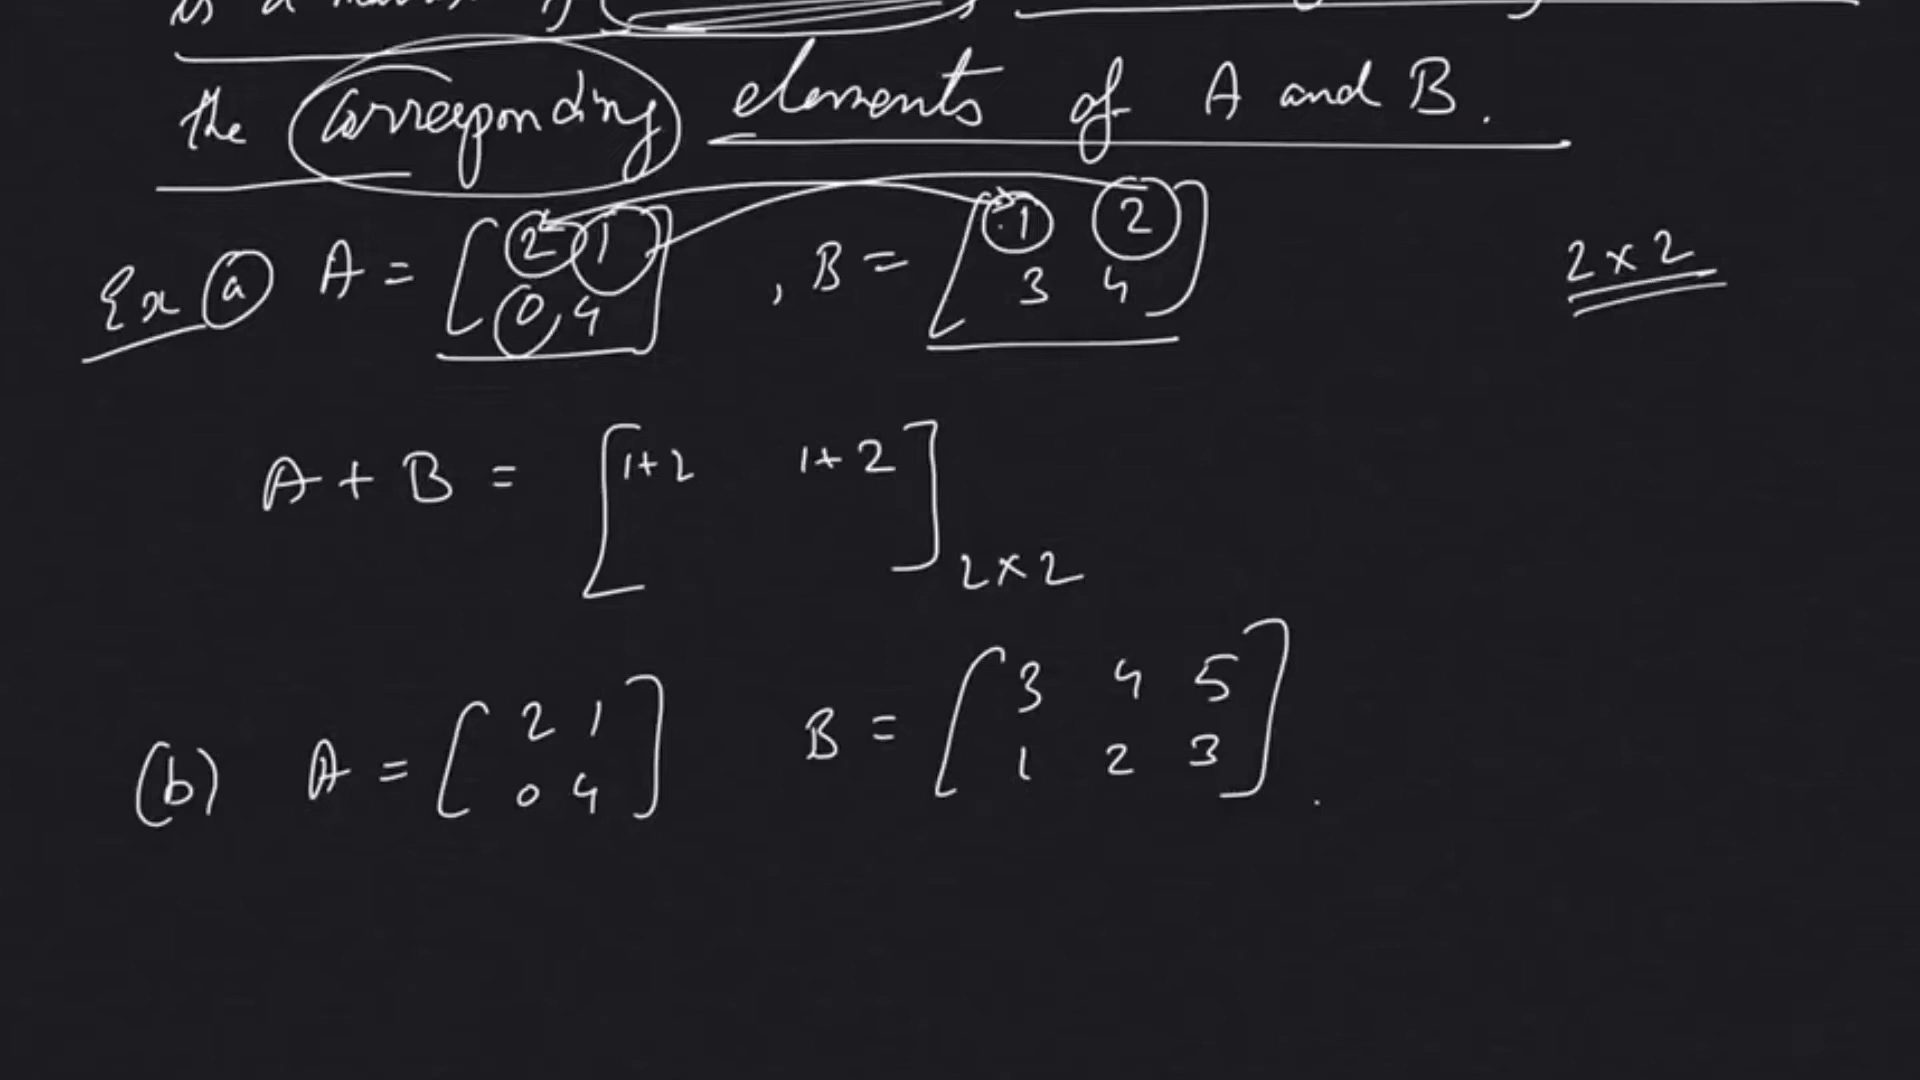 is a
the corresponding elements of A and B.
Ex (a) A = [2 1
0 4] , B = [1 2
3 4] 2×2
A + B = [1+2 1+2]2×2
(b) A = [2 1
0 4] B = [3 4 5
1 2 3]